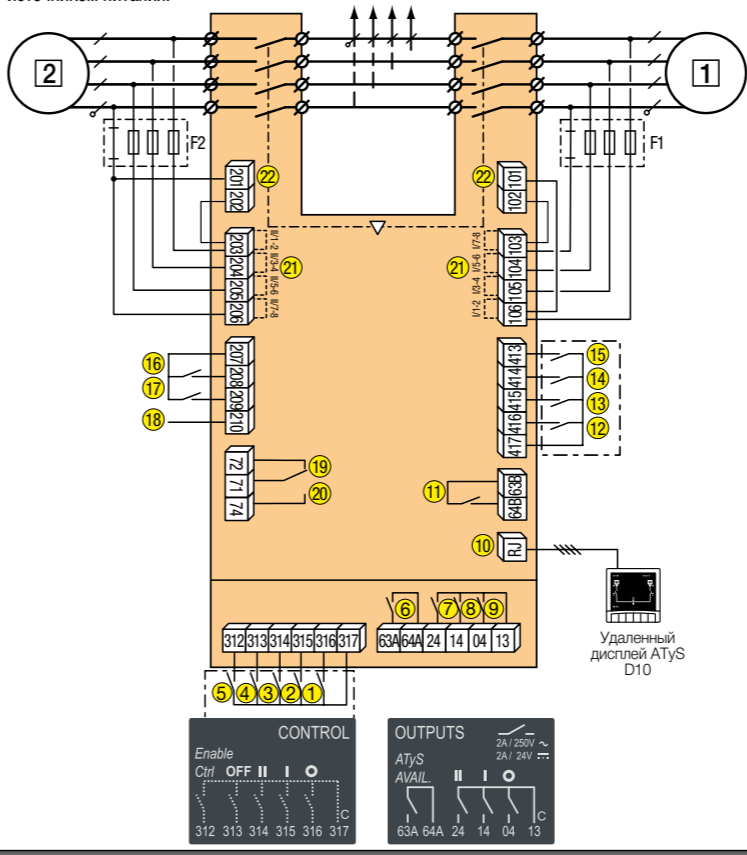 2
1
F2
F1
201
202
22
22
101
102
203
204
205
206
II/1-2
II/3-4
II/5-6
II/7-8
21
21
I/7-8
I/5-6
I/3-4
I/1-2
103
104
105
106
16
17
18
207
208
209
210
413
414
415
416
417
15
14
13
12
72
71
74
19
20
11
63B
64B
10
RJ
Удаленный
дисплей ATyS
D10
6
7
8
9
312 313 314 315 316 317
63A 64A 24 14 04 13
5 4 3 2 1
CONTROL
Enable
Ctrl OFF II I O
C
312 313 314 315 316 317
OUTPUTS
2A / 250V ~
2A / 24V
ATyS
AVAIL. II I O
C
63A 64A 24 14 04 13